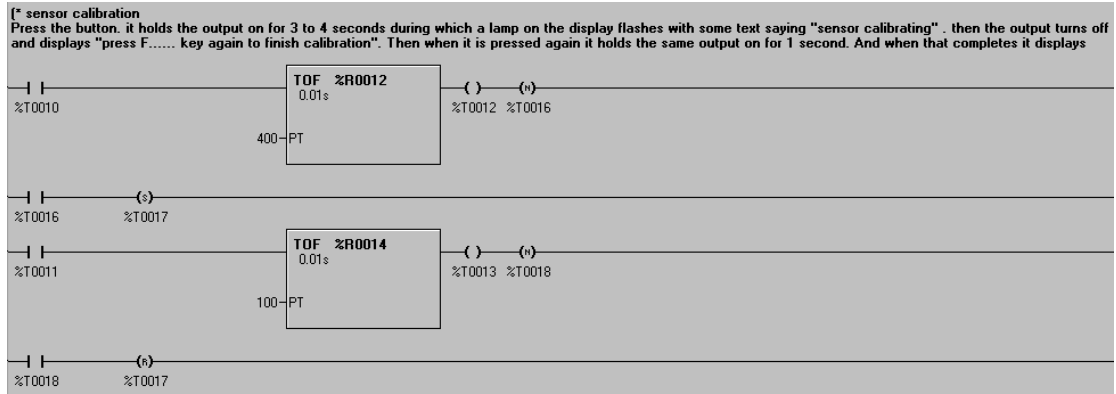 (* sensor calibration
Press the button. it holds the output on for 3 to 4 seconds during which a lamp on the display flashes with some text saying "sensor calibrating" . then the output turns off
and displays "press F...... key again to finish calibration". Then when it is pressed again it holds the same output on for 1 second. And when that completes it displays
TOF %R0012
0.01s
( ) (N)
%T0010 %T0012 %T0016
400 PT
(S)
%T0016 %T0017
TOF %R0014
0.01s
( ) (N)
%T0011 %T0013 %T0018
100 PT
(R)
%T0018 %T0017